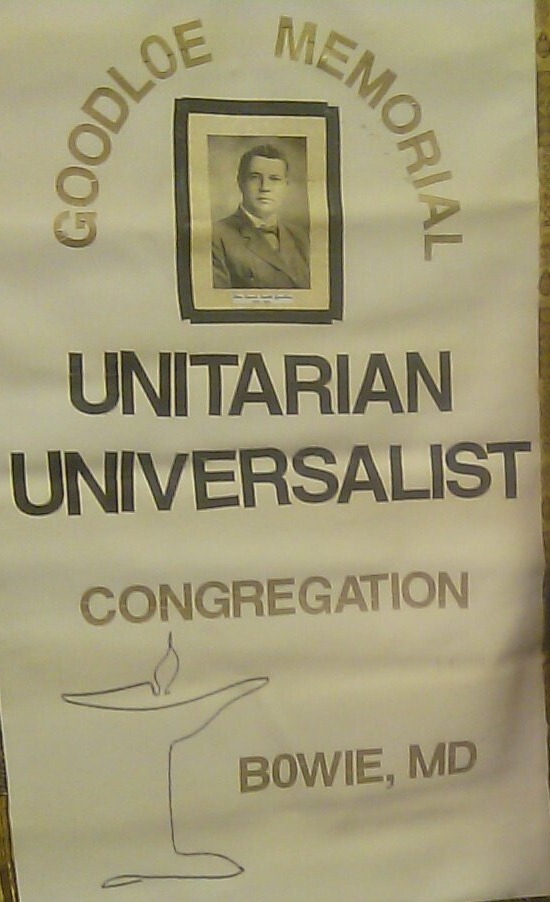 GOODLOE MEMORIAL
UNITARIAN
UNIVERSALIST
CONGREGATION
BOWIE, MD